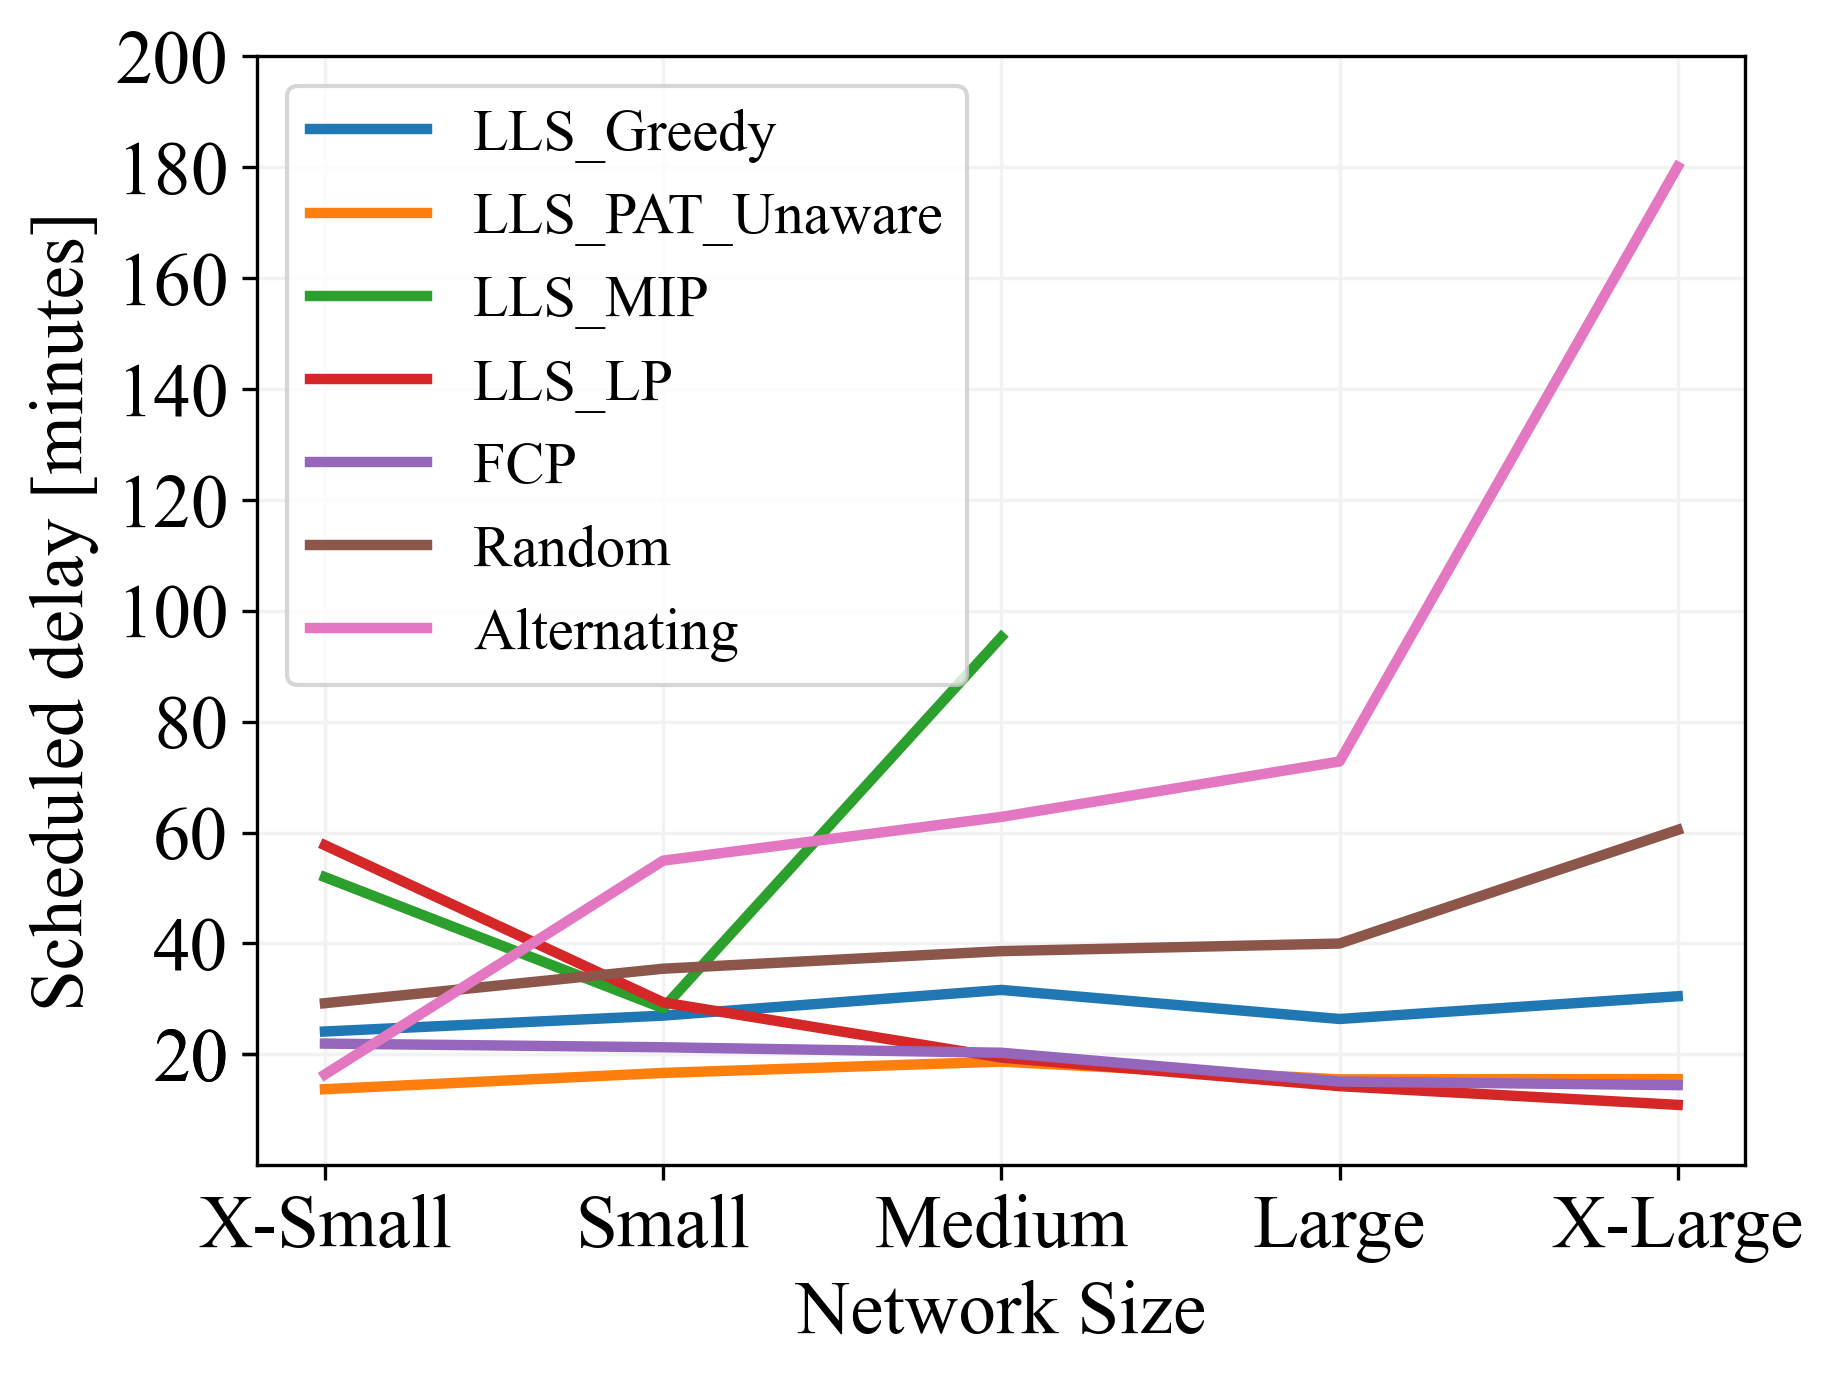 Scheduled delay [minutes]
200
180
160
140
120
100
80
60
40
20
LLS_Greedy
LLS_PAT_Unaware
LLS_MIP
LLS_LP
FCP
Random
Alternating
X-Small Small Medium Large X-Large
Network Size